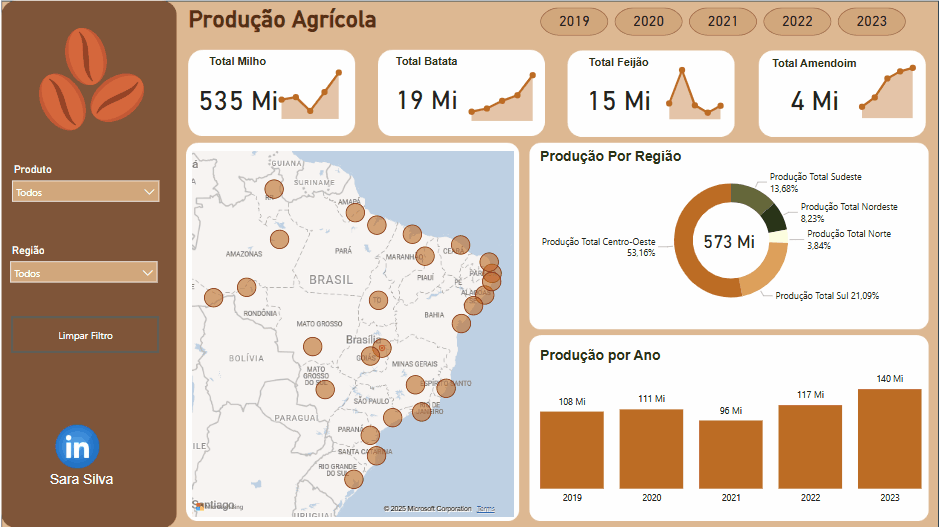 Produção Agrícola
2019
2020
2021
2022
2023
Produto
Todos
Região
Todos
Limpar Filtro
Sara Silva
Total Milho
535 Mi
Total Batata
19 Mi
Total Feijão
15 Mi
Total Amendoim
4 Mi
GUIANA
SURINAME
AMAPÁ
AMAZONAS
PARÁ
MARANHÃO
CEARÁ
BRASIL
PIAUÍ
PE
TO
RONDÔNIA
BAHIA
MATO GROSSO
Brasília
GOIÁS
BOLÍVIA
MINAS GERAIS
MATO
GROSSO
DO SUL
ESPÍRITO SANTO
SÃO PAULO
RIO DE
JANEIRO
PARAGUAI
PARANÁ
SANTA CATARINA
RIO GRANDE
DO SUL
Santiago
URUGUAI
© 2025 Microsoft Corporation Terms
Produção Por Região
Produção Total Sudeste
13,68%
Produção Total Nordeste
8,23%
Produção Total Norte
3,84%
Produção Total Centro-Oeste
53,16%
573 Mi
Produção Total Sul 21,09%
Produção por Ano
108 Mi
111 Mi
96 Mi
117 Mi
140 Mi
2019
2020
2021
2022
2023